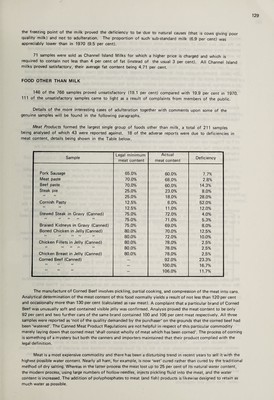 129
the freezing point of the milk proved the deficiency to be due to natural causes (that is cows giving poor
quality milk) and not to adulteration. The proportion of such sub-standard milk (6.9 per cent) was
appreciably lower than in 1970 (9.5 per cent).
71 samples were sold at Channel Island Milks for which a higher price is charged and which is
required to contain not less than 4 per cent of fat (instead of the usual 3 per cent). All Channel Island
milks proved satisfactory, their average fat content being 4.71 per cent.
FOOD OTHER THAN MILK
146 of the 766 samples proved unsatisfactory (19.1 per cent) compared with 19.9 per cent in 1970.
111 of the unsatisfactory samples came to light as a result of complaints from members of the public.
Details of the more interesting cases of adulteration together with comments upon some of the
genuine samples will be found in the following paragraphs.
Meat Products formed the largest single group of foods other than milk, a total of 211 samples
being analysed of which 43 were reported against. 16 of the adverse reports were due to deficiencies in
meat content, details being shown in the Table below.
Sample Legal minimum meat content Actual meat content Deficiency
Pork Sausage 65.0% 60.0% 7.7%
Meat paste 70.0% 68.0% 2.8%
Beef paste 70.0% 60.0% 14.3%
Steak pie 25.0% 23.0% 8.0%
" " 25.0% 18.0% 28.0%
Cornish Pasty 12.5% 6.0% 52.0%
" " 12.5% 11.0% 12.0%
Stewed Steak in Gravy (Canned) 75.0% 72.0% 4.0%
" " " 75.0% 71.0% 5.3%
Braised Kidneys in Gravy (Canned) 75.0% 69.0% 8.0%
Boned Chicken in Jelly (Canned) 80.0% 70.0% 12.5%
" " " 80.0% 72.0% 10.0%
Chicken Fillets in Jelly (Canned) 80.0% 78.0% 2.5%
" " " 80.0% 78.0% 2.5%
Chicken Breast in Jelly (Canned) 80.0% 78.0% 2.5%
Corned Beef (Canned) — 92.0% 23.3%
" " — 100.0% 16.7%
" " — 106.0% 11.7%
The manufacture of Corned Beef involves pickling, partial cooking, and compression of the meat into cans.
Analytical determination of the meat content of this food normally yields a result of not less than 120 per cent
and occasionally more than 130 per cent (calculated as raw meat). A complaint that a particular brand of Corned
Beef was unusually soft and contained visible jelly was confirmed. Analysis proved the meat content to be only
92 per cent and two further cans of the same brand contained 100 and 106 per cent meat respectively. All three
samples were reported as 'not of the quality demanded by the purchaser' on the grounds that the corned beef had
been 'watered'. The Canned Meat Product Regulations are not helpful in respect of this particular commodity
merely laying down that corned meat 'shall consist wholly of meat which has been corned'. The process of corning
is something of a mystery but both the canners and importers maintained that their product complied with the
legal definition.
Meat is a most expensive commodity and there has been a disturbing trend in recent years to sell it with the
highest possible water content. Nearly all ham, for example, is now 'wet' cured rather than cured by the traditional
method of dry salting. Whereas in the latter process the meat lost up to 25 per cent of its natural water content,
the modern process, using large numbers of hollow needles, injects pickling fluid into the meat, and the water
content is increased. The addition of polyphosphates to meat (and fish) products is likewise designed to retain as
much water as possible.